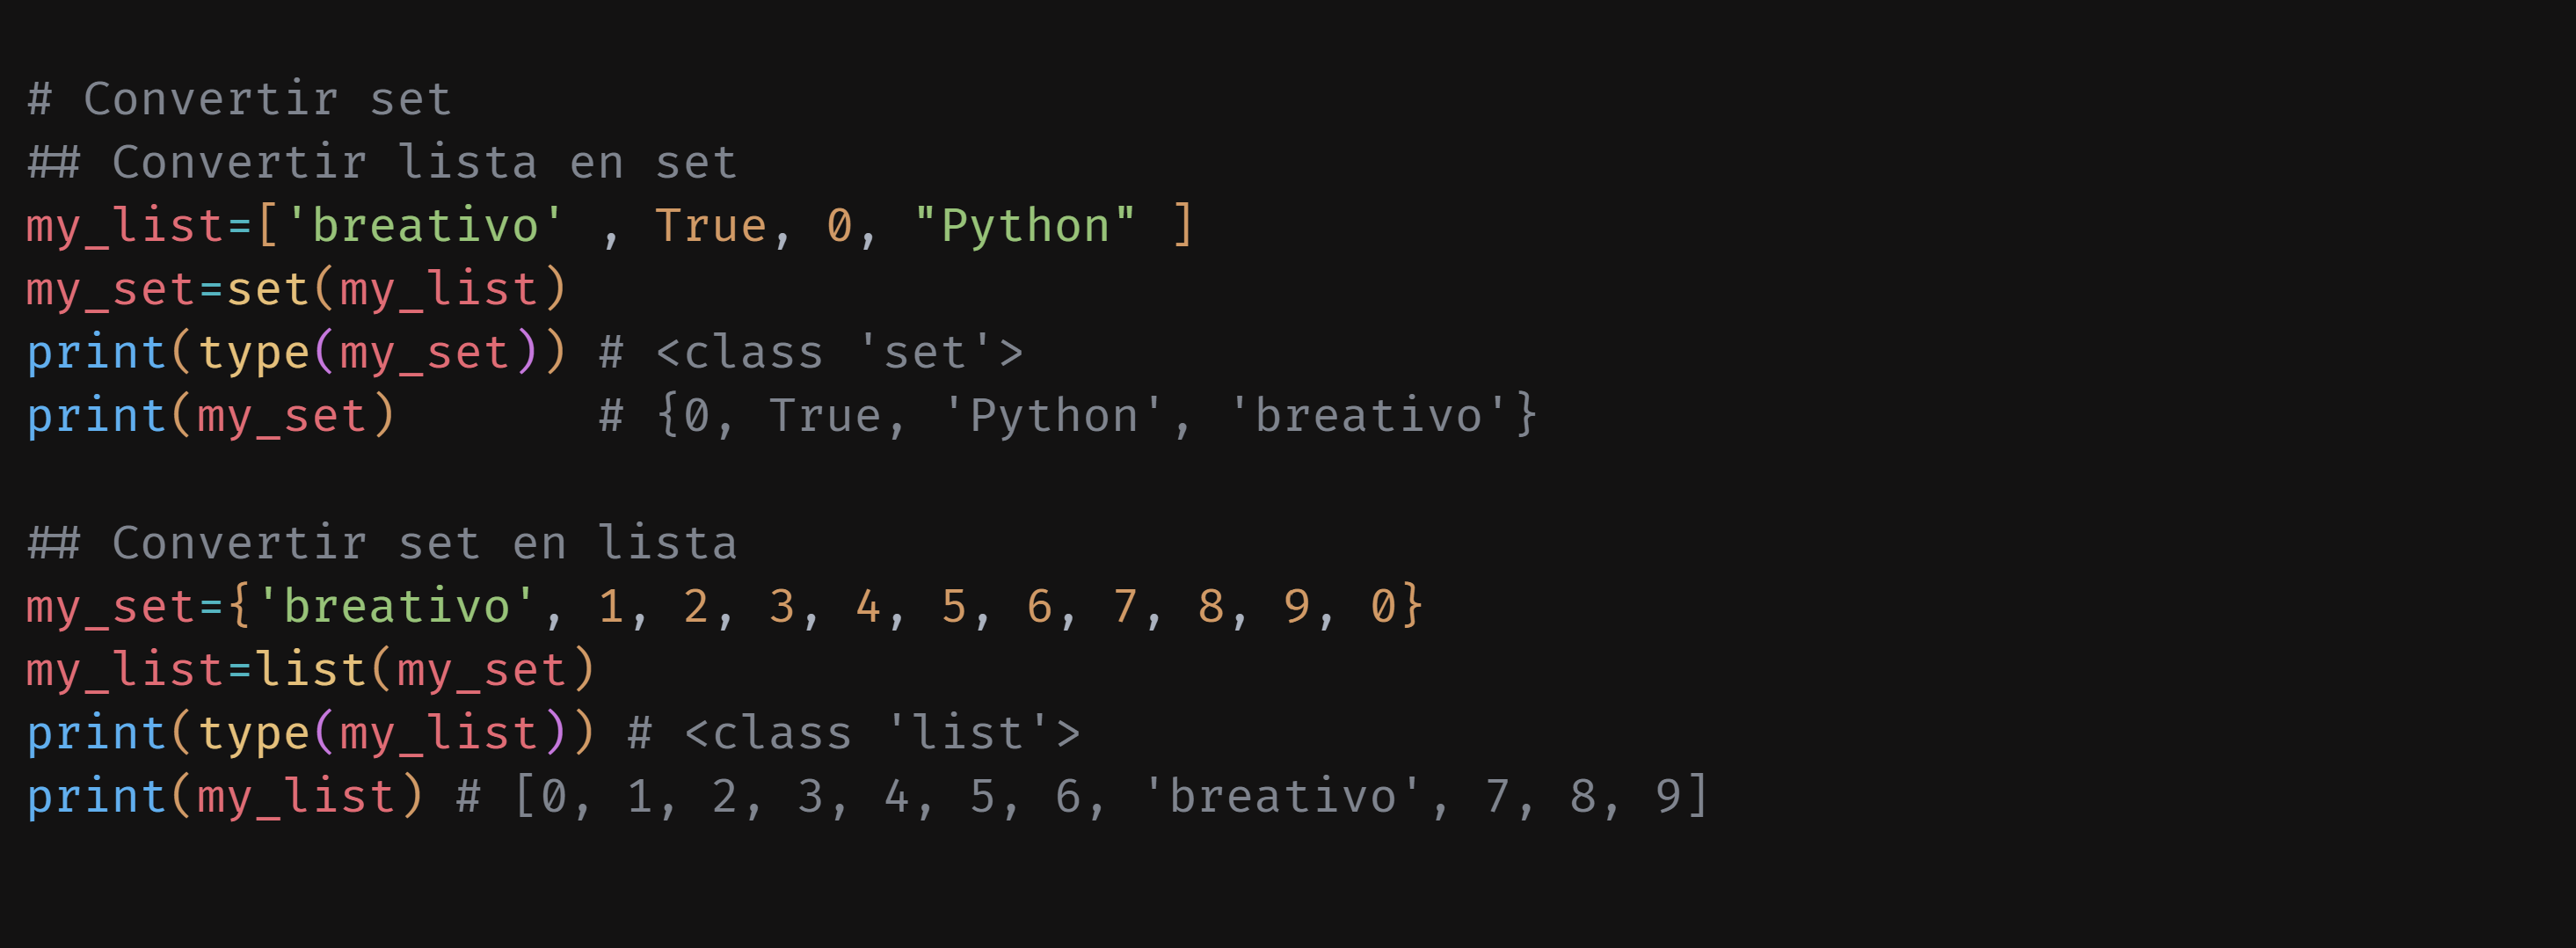 # Convertir set
## Convertir lista en set
my_list=['breativo' , True, 0, "Python" ]
my_set=set(my_list)
print(type(my_set)) # <class 'set'>
print(my_set)       # {0, True, 'Python', 'breativo'}
## Convertir set en lista
my_set={'breativo', 1, 2, 3, 4, 5, 6, 7, 8, 9, 0}
my_list=list(my_set)
print(type(my_list)) # <class 'list'>
print(my_list) # [0, 1, 2, 3, 4, 5, 6, 'breativo', 7, 8, 9]